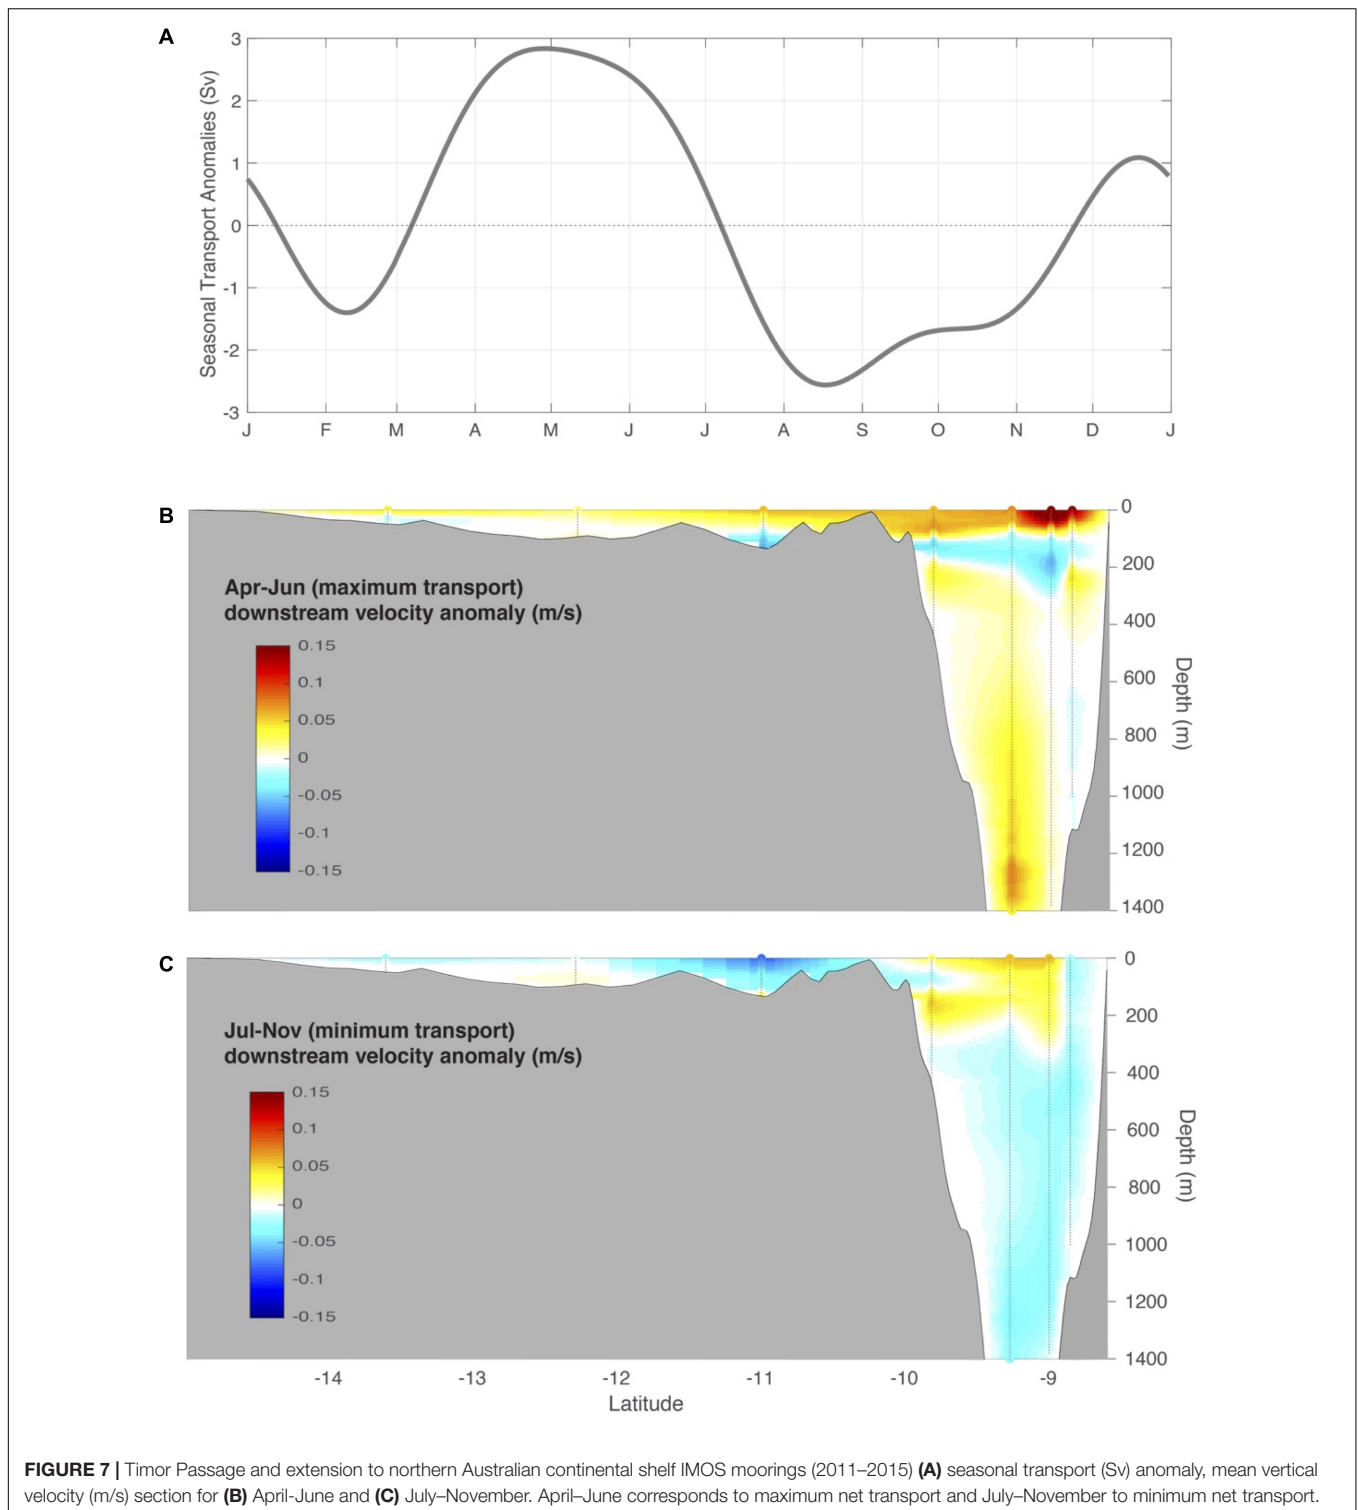 A
3
2
1
0
-1
-2
-3
Seasonal Transport Anomalies (Sv)
J F M A M J J A S O N D J
B
Apr-Jun (maximum transport)
downstream velocity anomaly (m/s)
0.15
0.1
0.05
0
-0.05
-0.1
-0.15
0
200
400
600
800
1000
1200
1400
Depth (m)
C
Jul-Nov (minimum transport)
downstream velocity anomaly (m/s)
0.15
0.1
0.05
0
-0.05
-0.1
-0.15
0
200
400
600
800
1000
1200
1400
Depth (m)
-14 -13 -12 -11 -10 -9
Latitude
FIGURE 7 | Timor Passage and extension to northern Australian continental shelf IMOS moorings (2011–2015) (A) seasonal transport (Sv) anomaly, mean vertical
velocity (m/s) section for (B) April-June and (C) July–November. April–June corresponds to maximum net transport and July–November to minimum net transport.